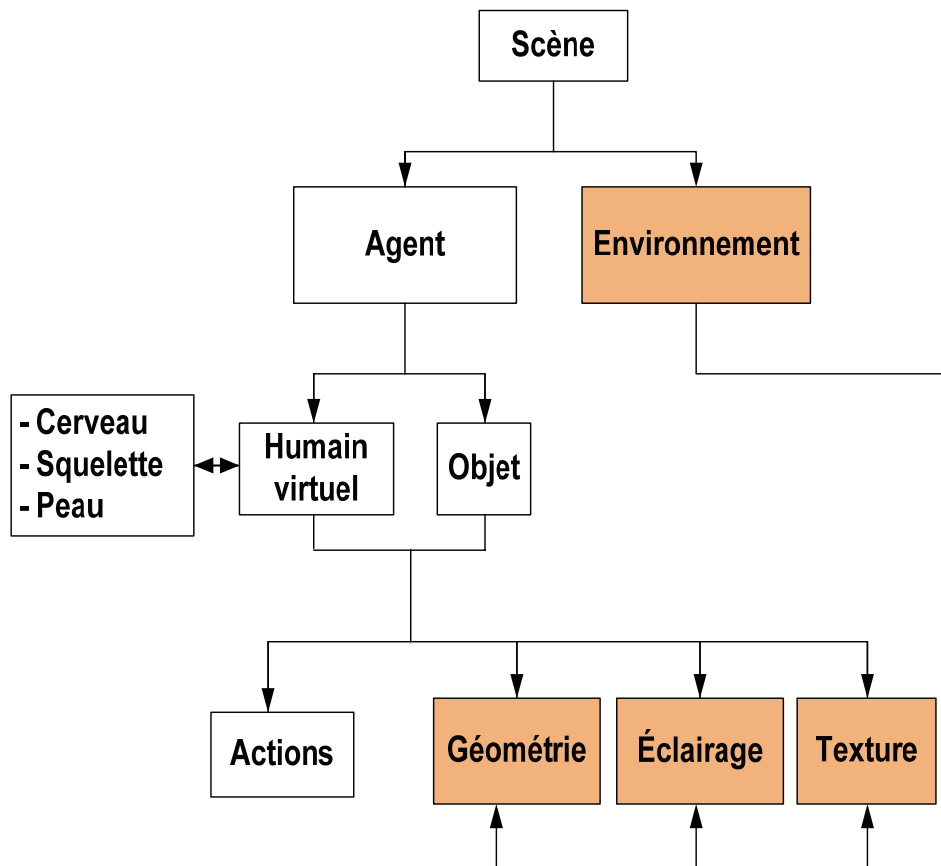 Scène
Agent
Environnement
- Cerveau
- Squelette
- Peau
Humain
virtuel
Objet
Actions
Géométrie
Éclairage
Texture